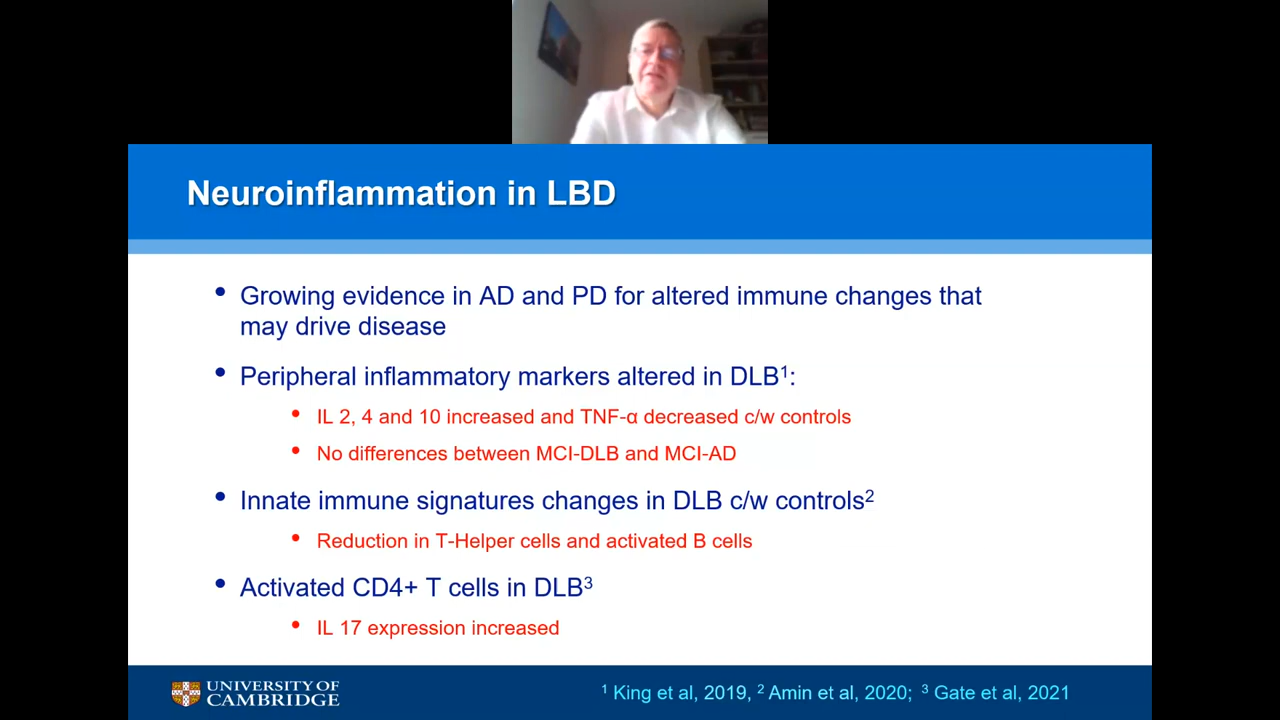 Neuroinflammation in LBD
• Growing evidence in AD and PD for altered immune changes that
may drive disease
• Peripheral inflammatory markers altered in DLB¹:
• IL 2, 4 and 10 increased and TNF-α decreased c/w controls
• No differences between MCI-DLB and MCI-AD
• Innate immune signatures changes in DLB c/w controls²
• Reduction in T-Helper cells and activated B cells
• Activated CD4+ T cells in DLB³
• IL 17 expression increased
UNIVERSITY OF
CAMBRIDGE
¹ King et al, 2019, ² Amin et al, 2020; ³ Gate et al, 2021